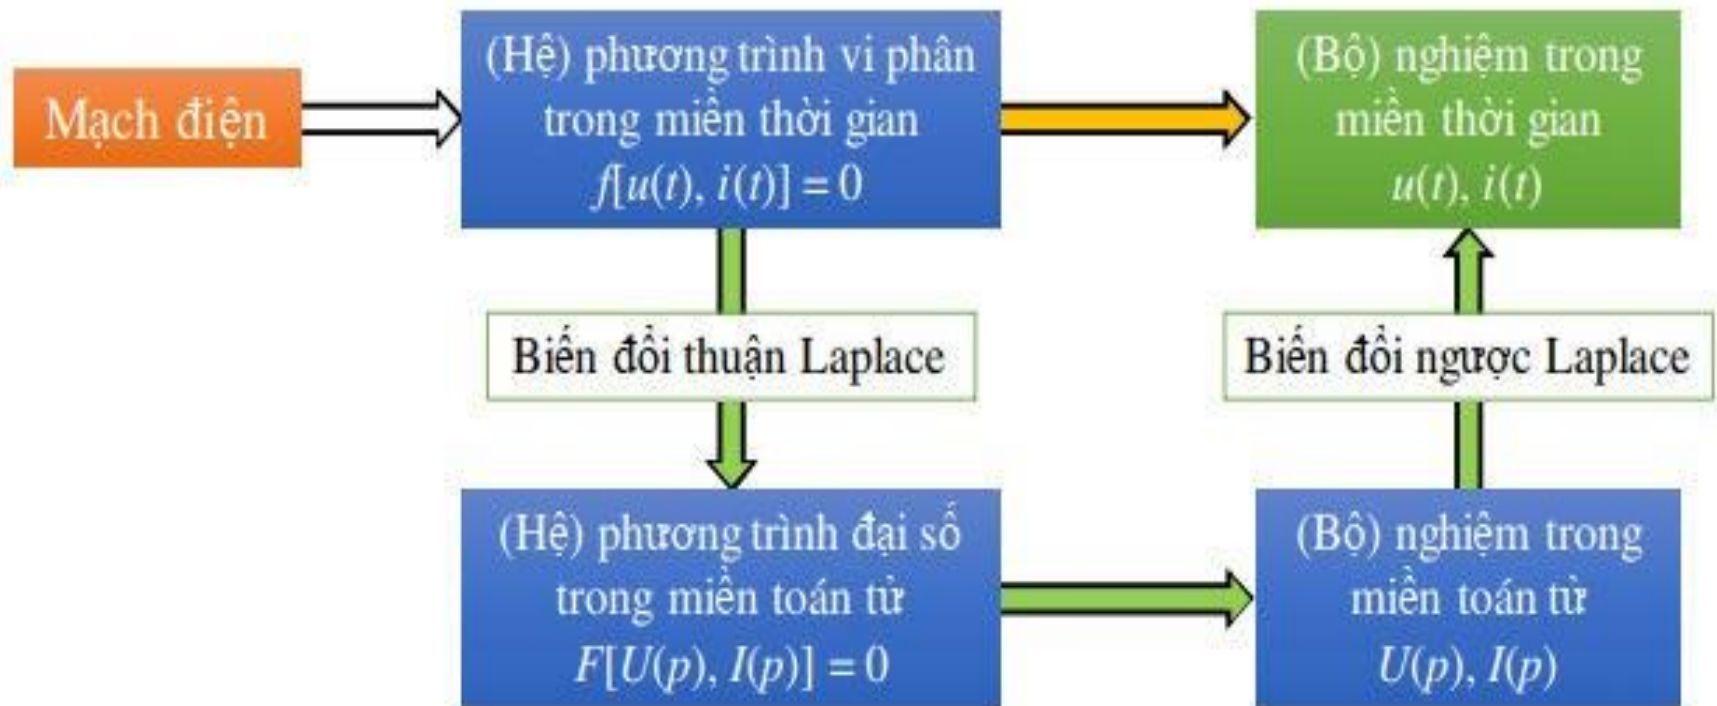 Mạch điện
(Hệ) phương trình vi phân
trong miền thời gian
f[u(t), i(t)] = 0
(Bộ) nghiệm trong
miền thời gian
u(t), i(t)
Biến đổi thuận Laplace
Biến đổi ngược Laplace
(Hệ) phương trình đại số
trong miền toán tử
F[U(p), I(p)] = 0
(Bộ) nghiệm trong
miền toán tử
U(p), I(p)